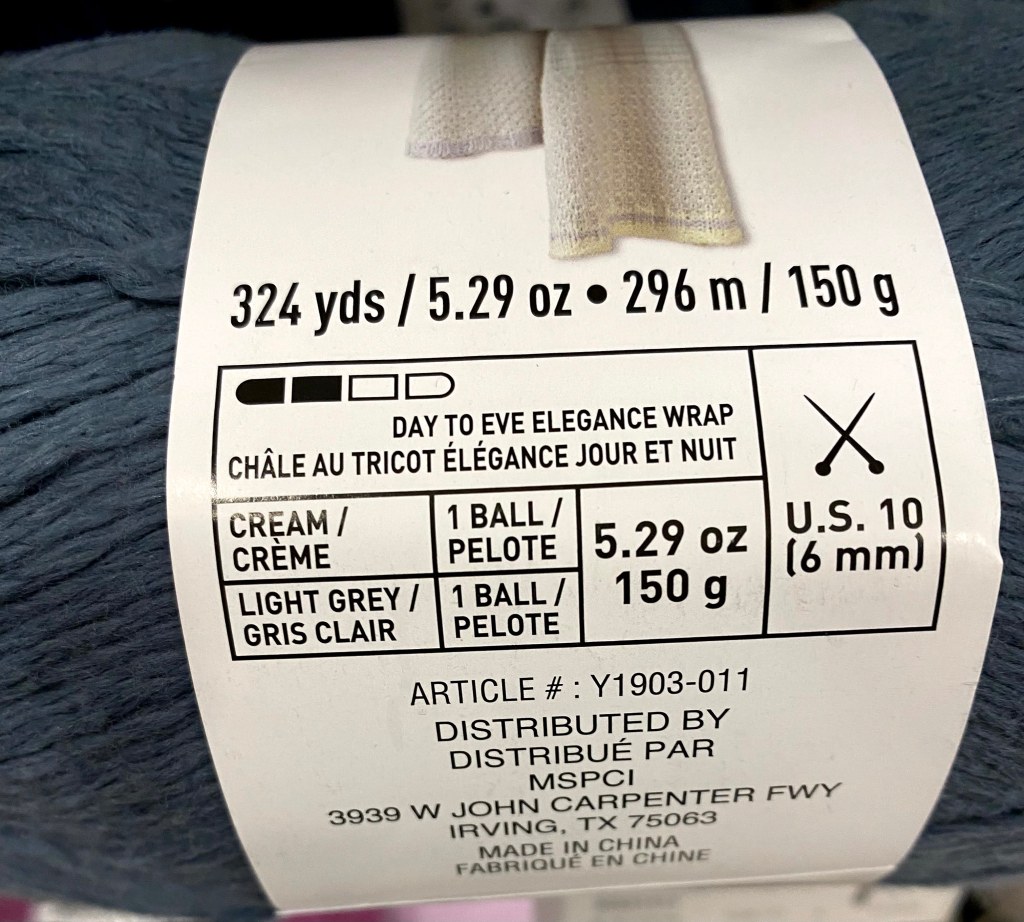 324 yds / 5.29 oz • 296 m / 150 g
DAY TO EVE ELEGANCE WRAP
CHÂLE AU TRICOT ÉLÉGANCE JOUR ET NUIT
CREAM /
CRÈME
1 BALL /
PELOTE
LIGHT GREY /
GRIS CLAIR
1 BALL /
PELOTE
5.29 oz
150 g
U.S. 10
(6 mm)
ARTICLE # : Y1903-011
DISTRIBUTED BY
DISTRIBUÉ PAR
MSPCI
3939 W JOHN CARPENTER FWY
IRVING, TX 75063
MADE IN CHINA
FABRIQUÉ EN CHINE